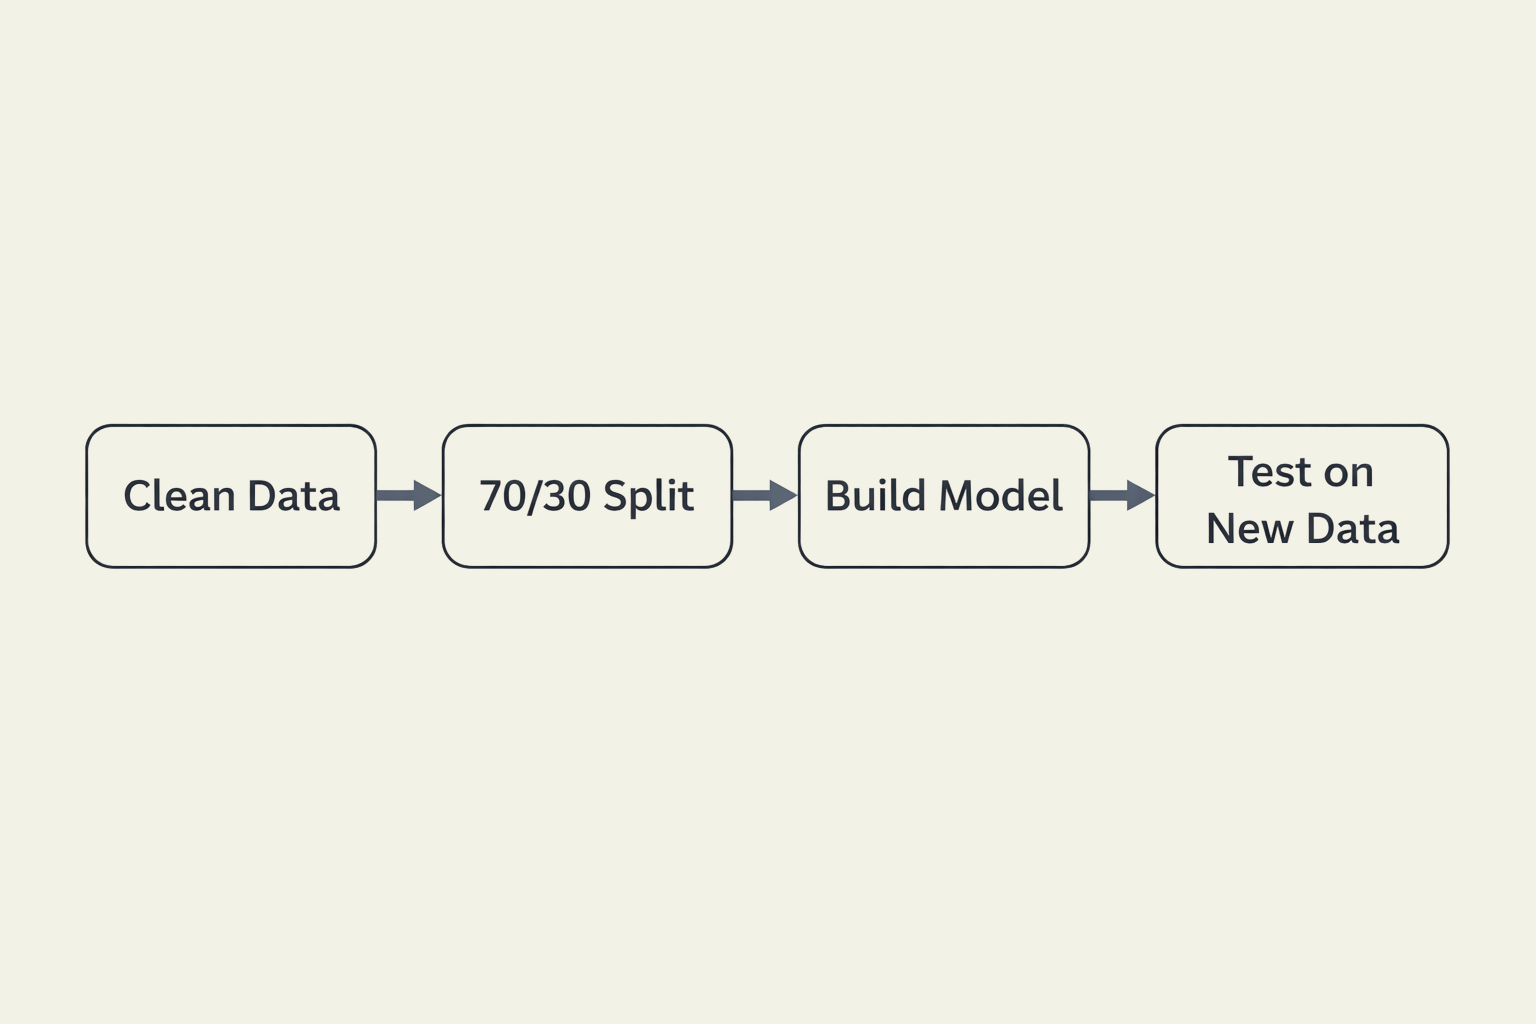 Clean Data
70/30 Split
Build Model
Test on
New Data